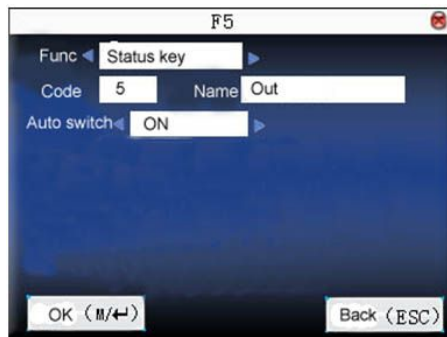 F5
Func Status key
Code 5 Name Out
Auto switch ON
OK (M/↵) Back (ESC)